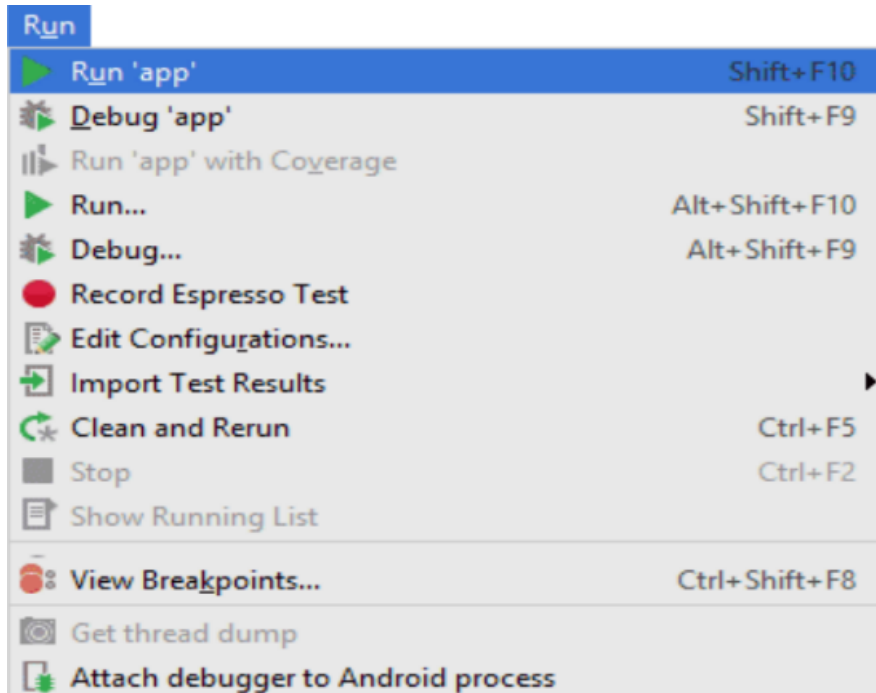 Run
Run 'app' Shift+F10
Debug 'app' Shift+F9
Run 'app' with Coverage
Run... Alt+Shift+F10
Debug... Alt+Shift+F9
Record Espresso Test
Edit Configurations...
Import Test Results
Clean and Rerun Ctrl+F5
Stop Ctrl+F2
Show Running List
View Breakpoints... Ctrl+Shift+F8
Get thread dump
Attach debugger to Android process